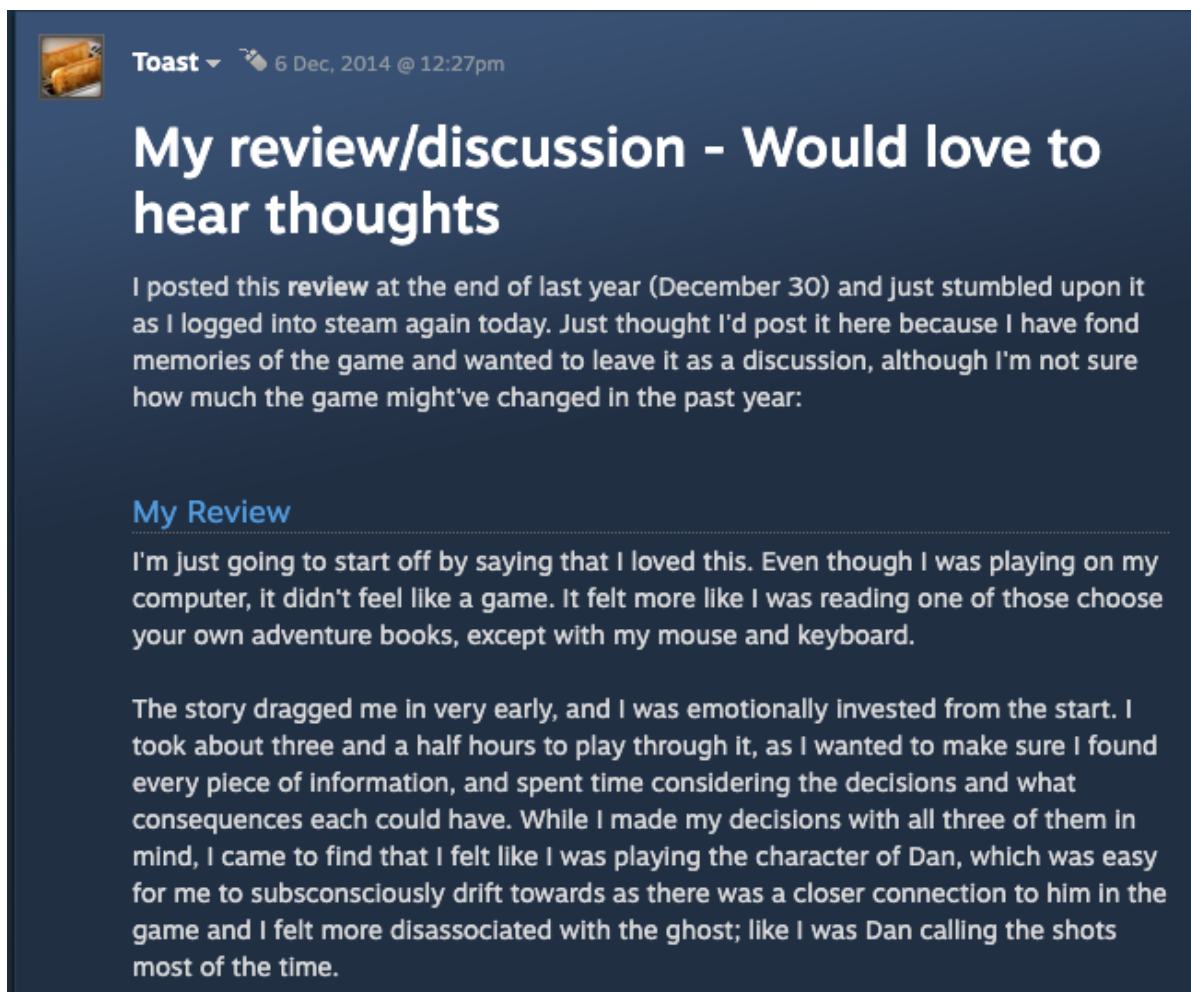 Toast 6 Dec, 2014 @ 12:27pm
My review/discussion - Would love to
hear thoughts
I posted this review at the end of last year (December 30) and just stumbled upon it
as I logged into steam again today. Just thought I'd post it here because I have fond
memories of the game and wanted to leave it as a discussion, although I'm not sure
how much the game might've changed in the past year:
My Review
I'm just going to start off by saying that I loved this. Even though I was playing on my
computer, it didn't feel like a game. It felt more like I was reading one of those choose
your own adventure books, except with my mouse and keyboard.
The story dragged me in very early, and I was emotionally invested from the start. I
took about three and a half hours to play through it, as I wanted to make sure I found
every piece of information, and spent time considering the decisions and what
consequences each could have. While I made my decisions with all three of them in
mind, I came to find that I felt like I was playing the character of Dan, which was easy
for me to subsconsciously drift towards as there was a closer connection to him in the
game and I felt more disassociated with the ghost; like I was Dan calling the shots
most of the time.